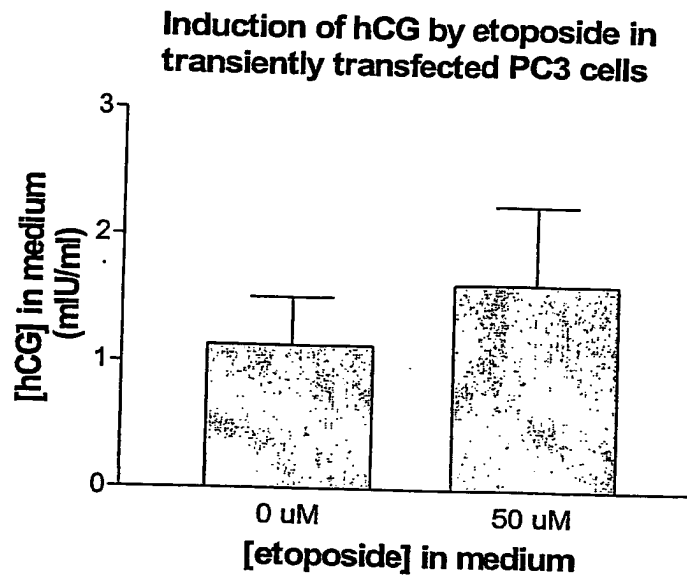 Induction of hCG by etoposide in
transiently transfected PC3 cells
3
2
1
0
[hCG] in medium
(mIU/ml)
0 uM
50 uM
[etoposide] in medium